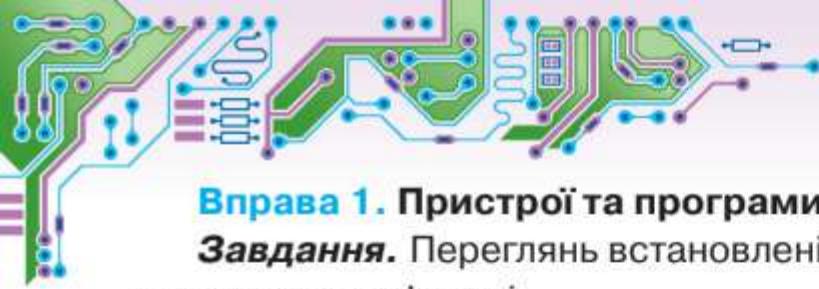 Вправа 1. Пристрої та програми
Завдання. Переглянь встановлені